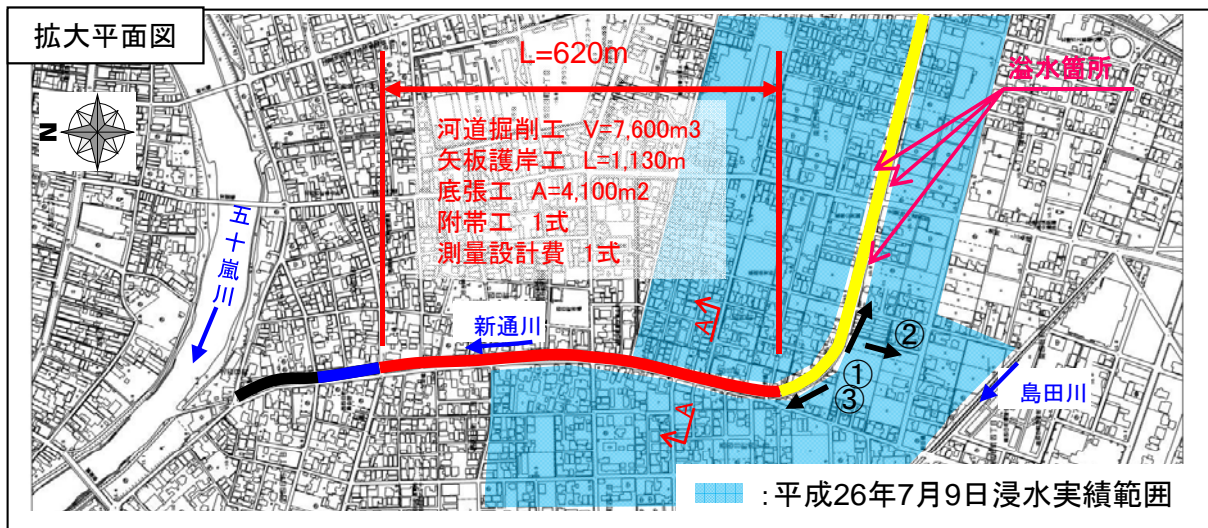 拡大平面図
L=620m
溢水箇所
河道掘削工 V=7,600m3
矢板護岸工 L=1,130m
底張工 A=4,100m2
附帯工 1式
測量設計費 1式
N
五十嵐川
新通川
A
A
①
②
③
島田川
：平成26年7月9日浸水実績範囲